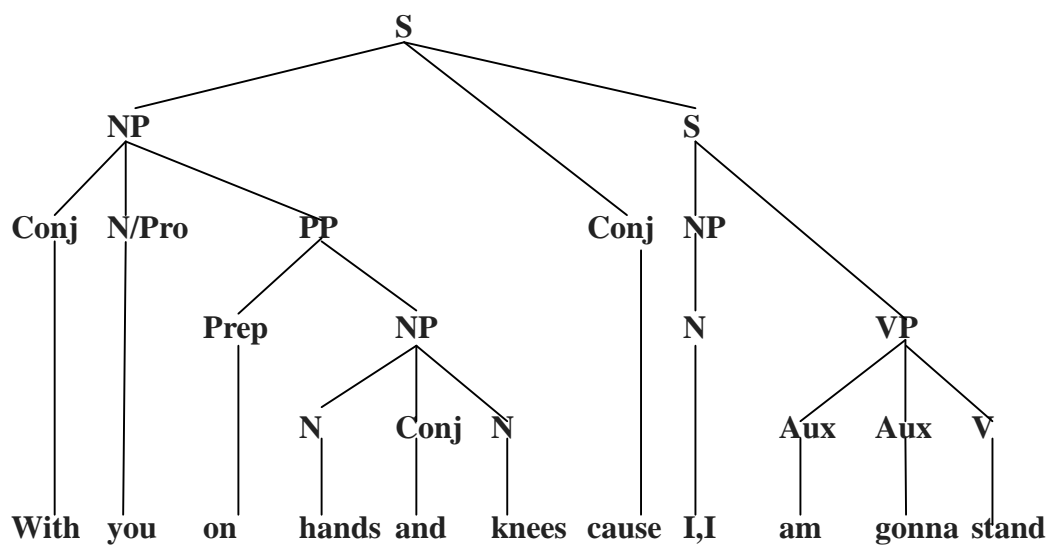 S
NP S
Conj N/Pro PP Conj NP
Prep NP N VP
N Conj N Aux Aux V
With you on hands and knees cause I,I am gonna stand